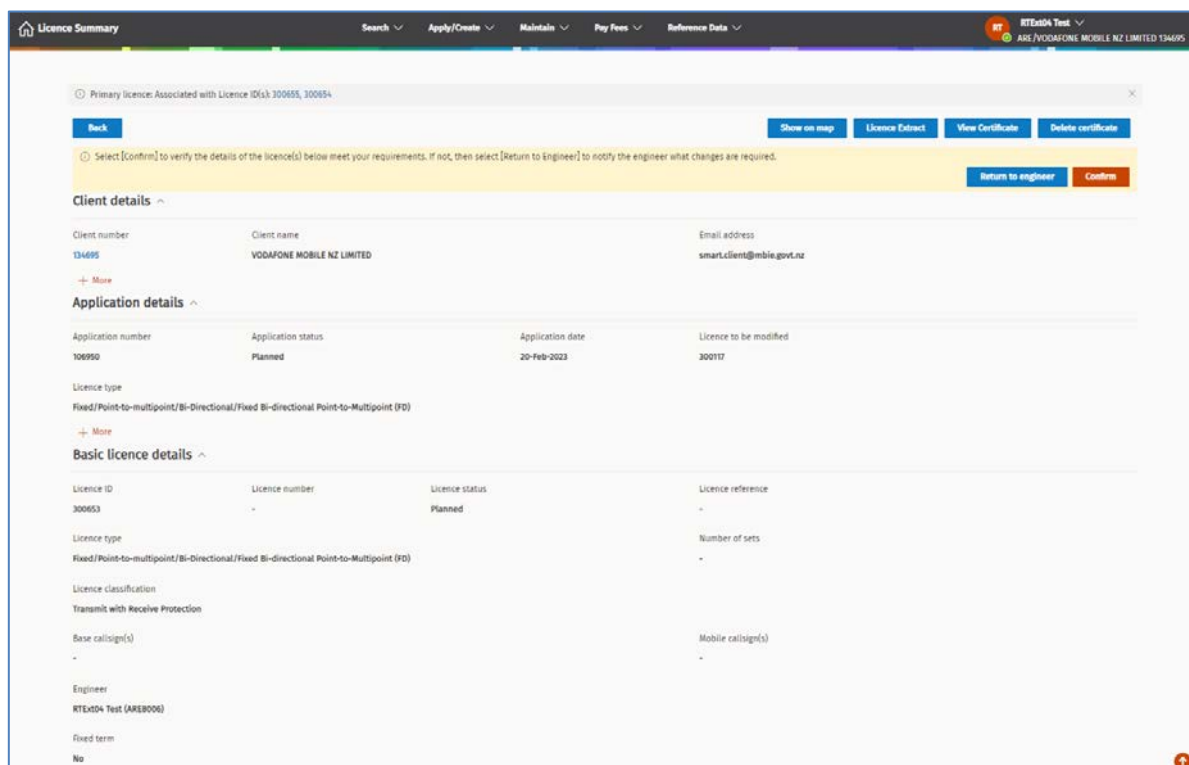 Licence Summary Search Apply/Create Maintain Pay Fees Reference Data RT RTExt04 Test
ARE/VODAFONE MOBILE NZ LIMITED 134695
Primary licence: Associated with Licence ID(s): 300655, 300654
Back Show on map Licence Extract View Certificate Delete certificate
Select [Confirm] to verify the details of the licence(s) below meet your requirements. If not, then select [Return to Engineer] to notify the engineer what changes are required.
Return to engineer Confirm
Client details
Client number Client name Email address
134695 VODAFONE MOBILE NZ LIMITED smart.client@mbie.govt.nz
+ More
Application details
Application number Application status Application date Licence to be modified
106950 Planned 20-Feb-2023 300117
Licence type
Fixed/Point-to-multipoint/Bi-Directional/Fixed Bi-directional Point-to-Multipoint (FD)
+ More
Basic licence details
Licence ID Licence number Licence status Licence reference
300653 - Planned -
Licence type Number of sets
Fixed/Point-to-multipoint/Bi-Directional/Fixed Bi-directional Point-to-Multipoint (FD) -
Licence classification
Transmit with Receive Protection
Base callsign(s) Mobile callsign(s)
- -
Engineer
RTExt04 Test (ARE8006)
Fixed term
No